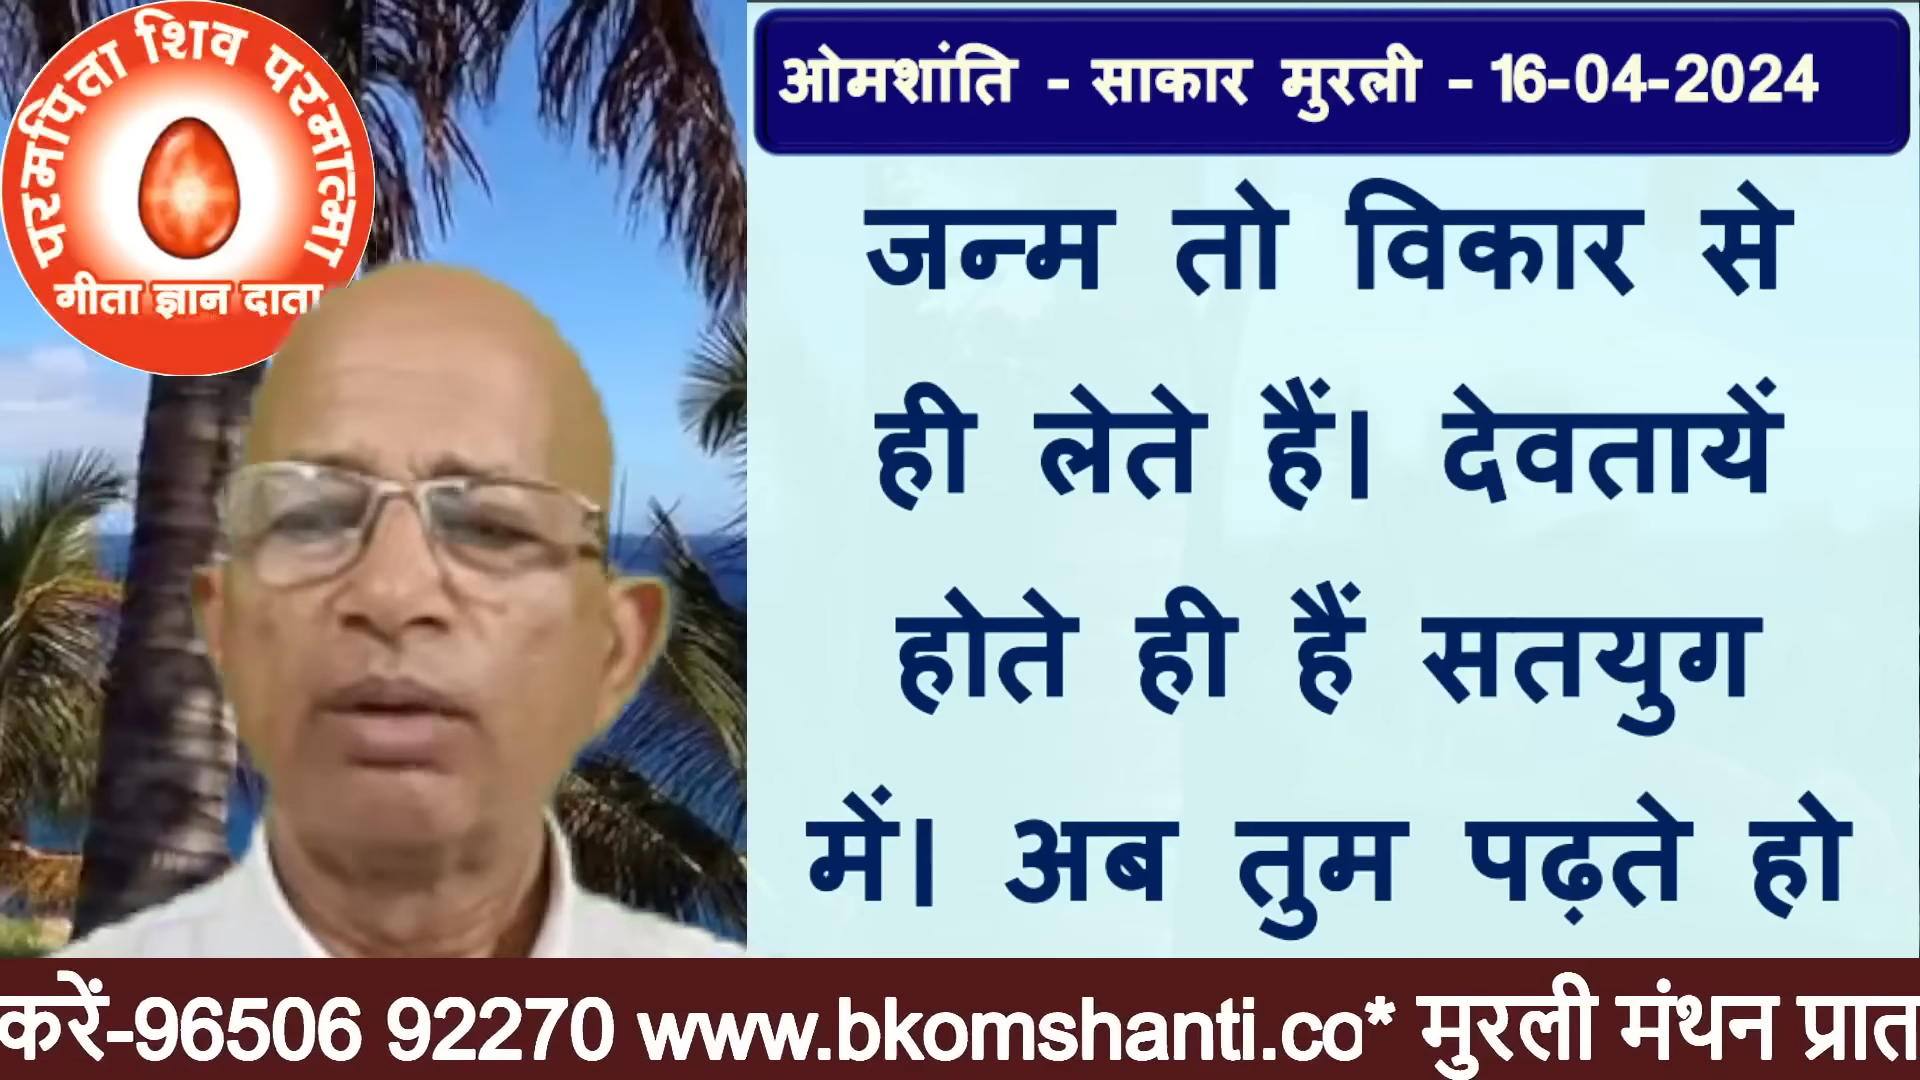 परमपिता शिव परमात्मा
गीता ज्ञान दाता
ओमशांति - साकार मुरली - 16-04-2024
जन्म तो विकार से
ही लेते हैं। देवतायें
होते ही हैं सतयुग
में। अब तुम पढ़ते हो
करें-96506 92270 www.bkomshanti.co* मुरली मंथन प्रात